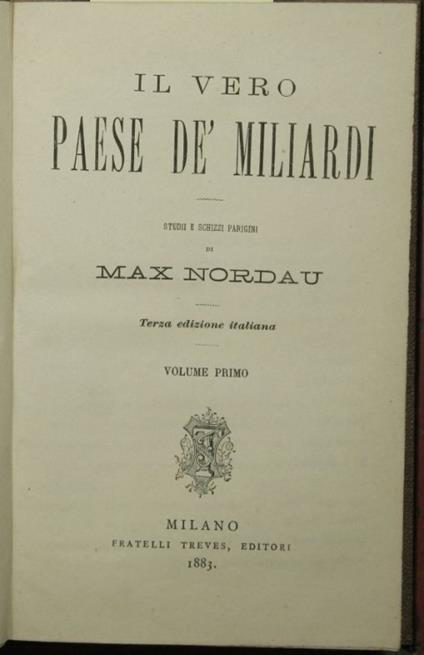 IL VERO
PAESE DE' MILIARDI
STUDII E SCHIZZI PARIGINI
DI
MAX NORDAU
Terza edizione italiana
VOLUME PRIMO
MILANO
FRATELLI TREVES, EDITORI
1883.